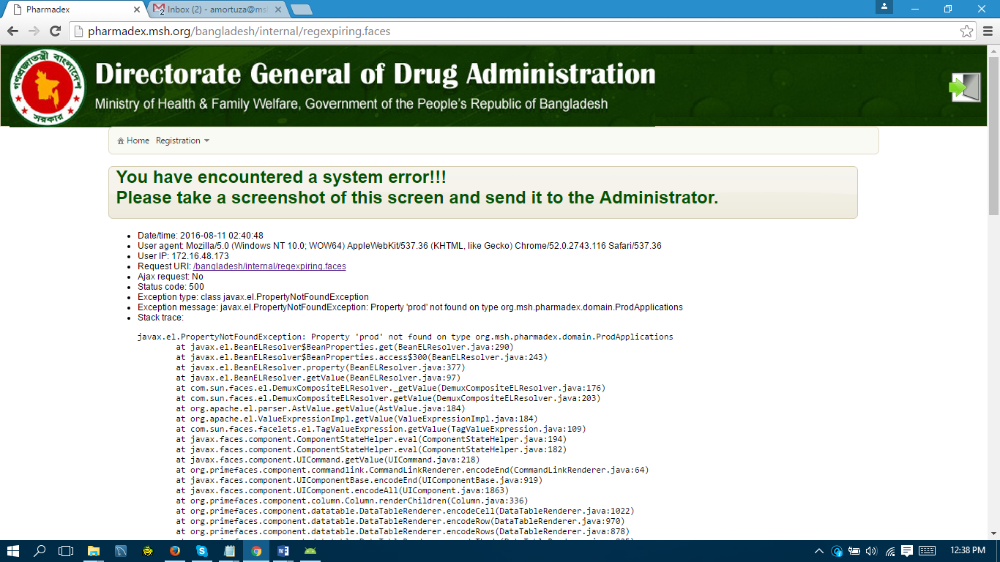 Pharmadex
Inbox (2) - amortuza@ms
pharmadex.msh.org/bangladesh/internal/regexpiring.faces
গণপ্রজাতন্ত্রী বাংলাদেশ
সরকার
Directorate General of Drug Administration
Ministry of Health & Family Welfare, Government of the People's Republic of Bangladesh
Home Registration
You have encountered a system error!!!
Please take a screenshot of this screen and send it to the Administrator.
Date/time: 2016-08-11 02:40:48
User agent: Mozilla/5.0 (Windows NT 10.0; WOW64) AppleWebKit/537.36 (KHTML, like Gecko) Chrome/52.0.2743.116 Safari/537.36
User IP: 172.16.48.173
Request URI: /bangladesh/internal/regexpiring.faces
Ajax request: No
Status code: 500
Exception type: class javax.el.PropertyNotFoundException
Exception message: javax.el.PropertyNotFoundException: Property 'prod' not found on type org.msh.pharmadex.domain.ProdApplications
Stack trace:
javax.el.PropertyNotFoundException: Property 'prod' not found on type org.msh.pharmadex.domain.ProdApplications
at javax.el.BeanELResolver$BeanProperties.get(BeanELResolver.java:290)
at javax.el.BeanELResolver$BeanProperties.access$300(BeanELResolver.java:243)
at javax.el.BeanELResolver.property(BeanELResolver.java:377)
at javax.el.BeanELResolver.getValue(BeanELResolver.java:97)
at com.sun.faces.el.DemuxCompositeELResolver._getValue(DemuxCompositeELResolver.java:176)
at com.sun.faces.el.DemuxCompositeELResolver.getValue(DemuxCompositeELResolver.java:203)
at org.apache.el.parser.AstValue.getValue(AstValue.java:184)
at org.apache.el.ValueExpressionImpl.getValue(ValueExpressionImpl.java:184)
at com.sun.faces.facelets.el.TagValueExpression.getValue(TagValueExpression.java:109)
at javax.faces.component.ComponentStateHelper.eval(ComponentStateHelper.java:194)
at javax.faces.component.ComponentStateHelper.eval(ComponentStateHelper.java:182)
at javax.faces.component.UICommand.getValue(UICommand.java:218)
at org.primefaces.component.commandlink.CommandLinkRenderer.encodeEnd(CommandLinkRenderer.java:64)
at javax.faces.component.UIComponentBase.encodeEnd(UIComponentBase.java:919)
at javax.faces.component.UIComponent.encodeAll(UIComponent.java:1863)
at org.primefaces.component.column.Column.renderChildren(Column.java:336)
at org.primefaces.component.datatable.DataTableRenderer.encodeCell(DataTableRenderer.java:1022)
at org.primefaces.component.datatable.DataTableRenderer.encodeRow(DataTableRenderer.java:970)
at org.primefaces.component.datatable.DataTableRenderer.encodeRows(DataTableRenderer.java:878)
12:38 PM